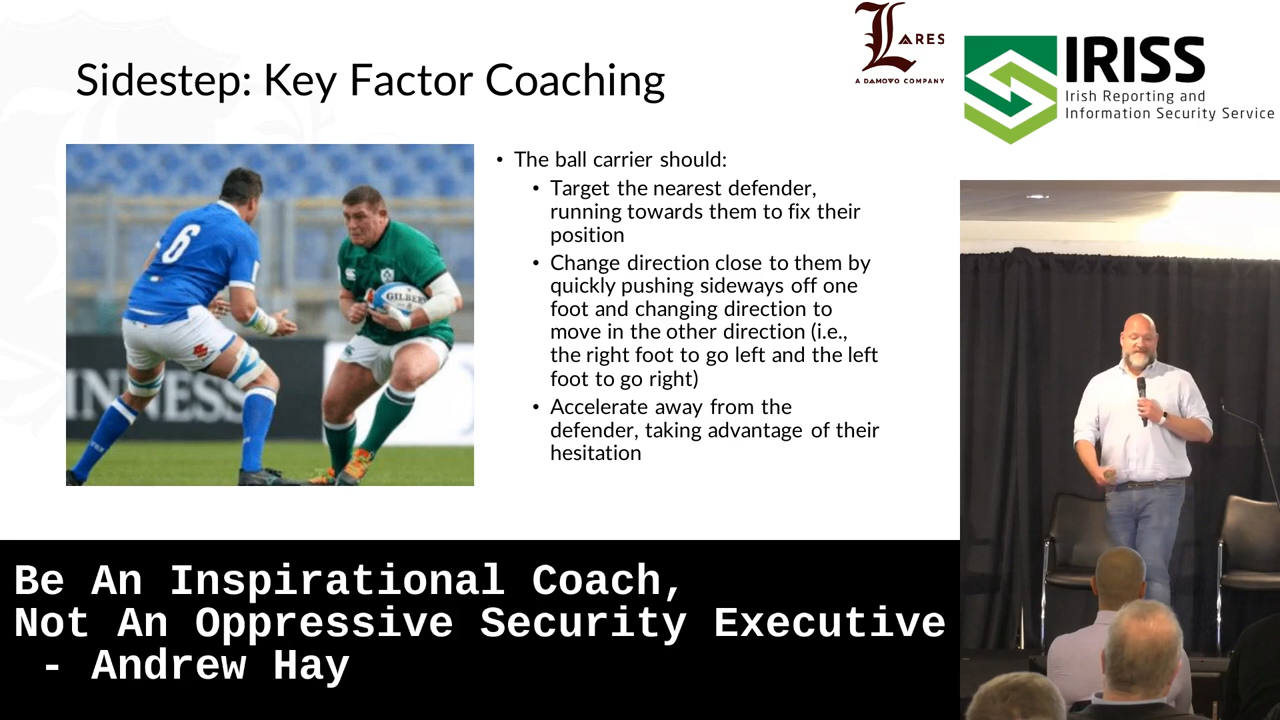 Sidestep: Key Factor Coaching
LARES
A DAMOVO COMPANY
IRISS
Irish Reporting and
Information Security Service
6
GILBERT
GUINNESS
• The ball carrier should:
• Target the nearest defender,
running towards them to fix their
position
• Change direction close to them by
quickly pushing sideways off one
foot and changing direction to
move in the other direction (i.e.,
the right foot to go left and the left
foot to go right)
• Accelerate away from the
defender, taking advantage of their
hesitation
Be An Inspirational Coach,
Not An Oppressive Security Executive
- Andrew Hay